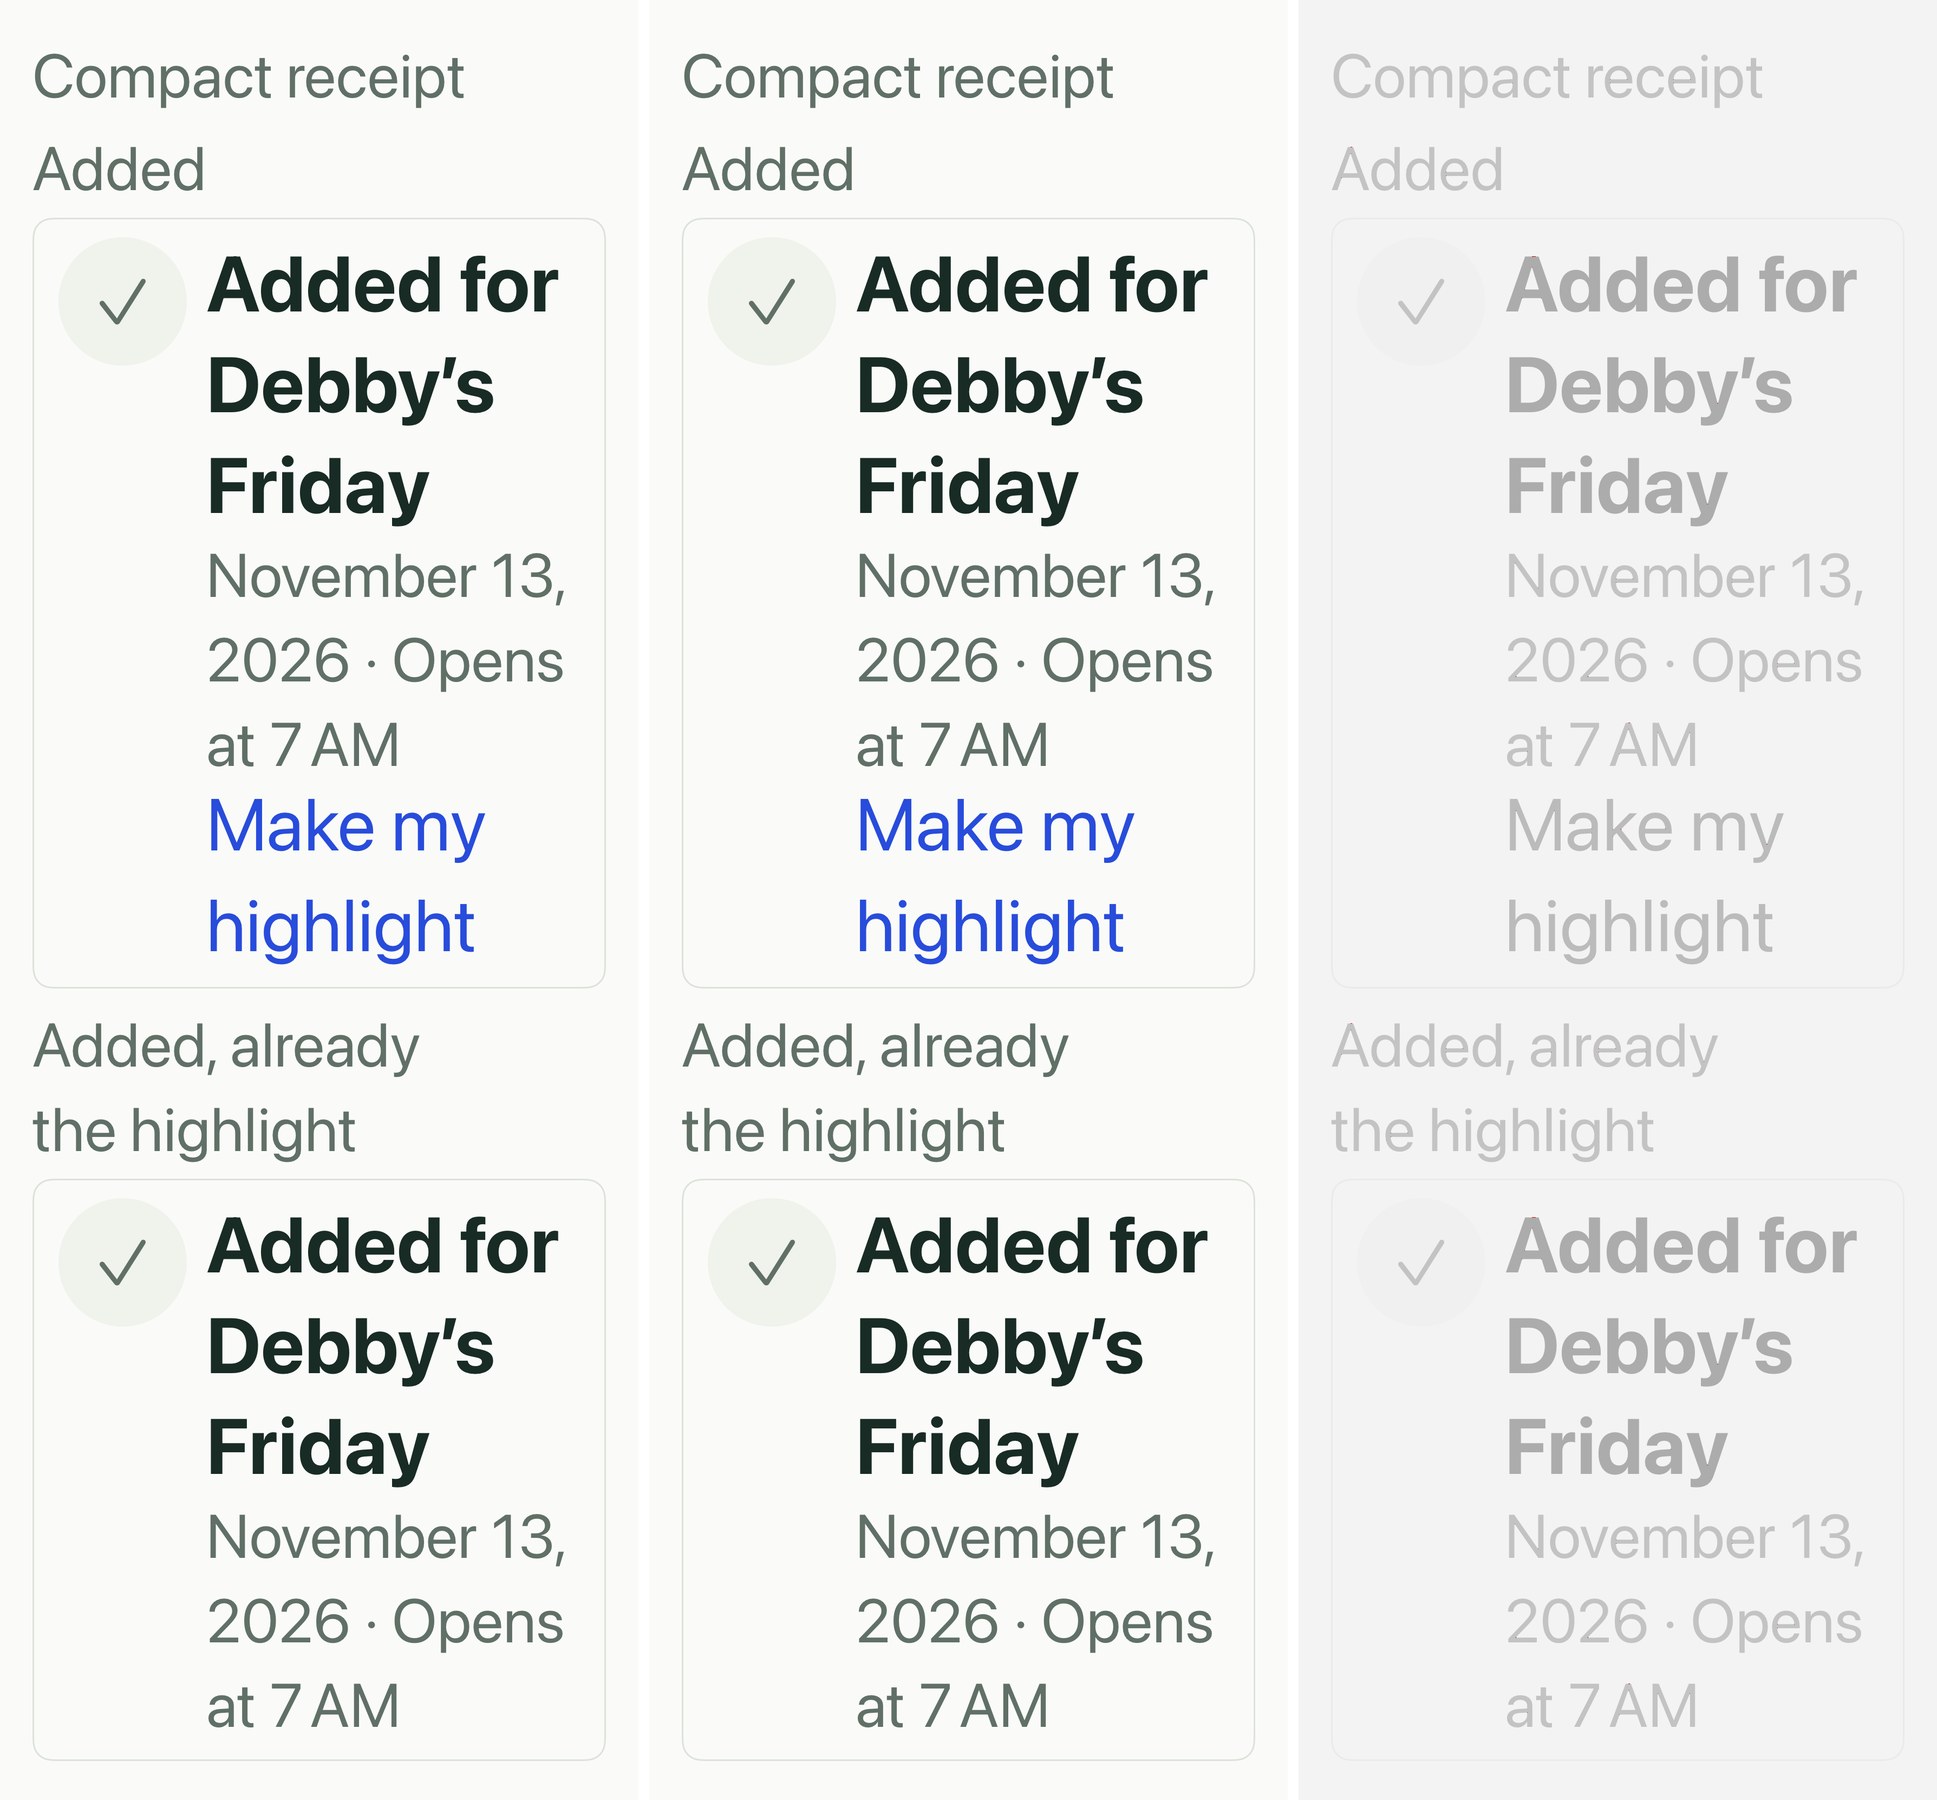 Compact receipt
Added
Added for
Debby’s
Friday
November 13,
2026 · Opens
at 7 AM
Make my
highlight
Added, already
the highlight
Added for
Debby’s
Friday
November 13,
2026 · Opens
at 7 AM
Compact receipt
Added
Added for
Debby’s
Friday
November 13,
2026 · Opens
at 7 AM
Make my
highlight
Added, already
the highlight
Added for
Debby’s
Friday
November 13,
2026 · Opens
at 7 AM
Compact receipt
Added
Added for
Debby’s
Friday
November 13,
2026 · Opens
at 7 AM
Make my
highlight
Added, already
the highlight
Added for
Debby’s
Friday
November 13,
2026 · Opens
at 7 AM